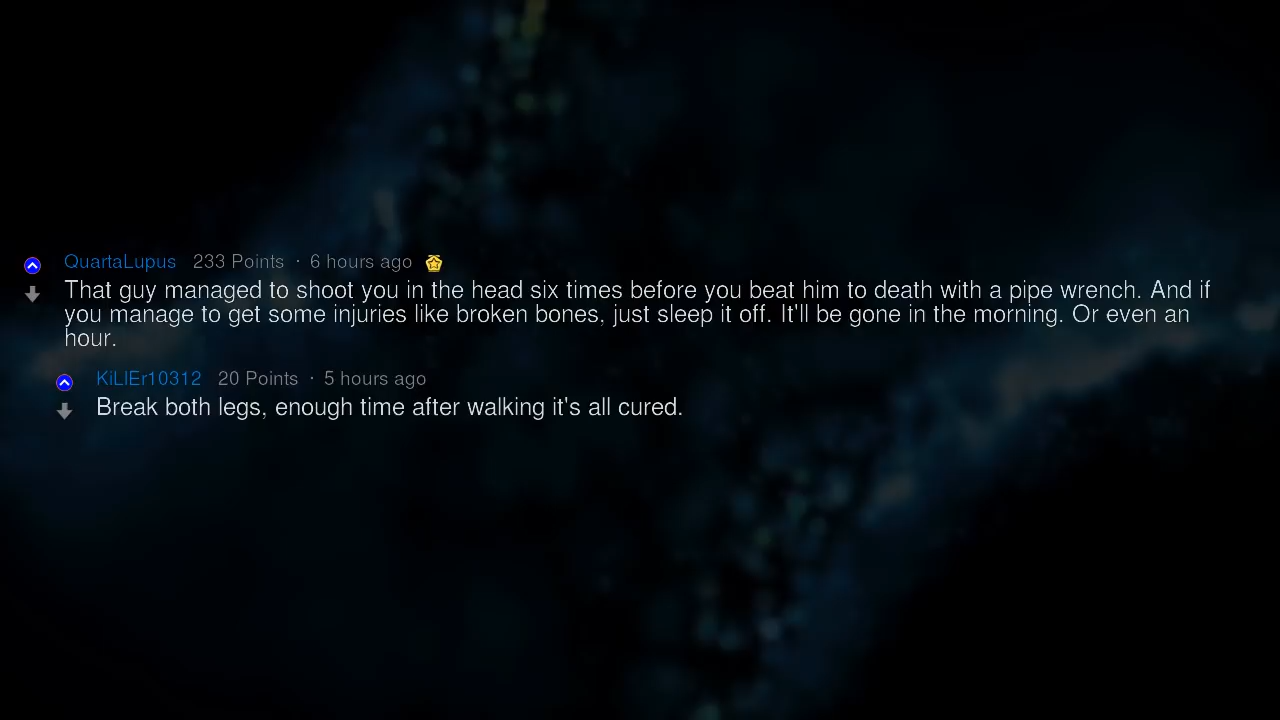 QuartaLupus 233 Points · 6 hours ago
That guy managed to shoot you in the head six times before you beat him to death with a pipe wrench. And if
you manage to get some injuries like broken bones, just sleep it off. It'll be gone in the morning. Or even an
hour.
KiLlEr10312 20 Points · 5 hours ago
Break both legs, enough time after walking it's all cured.